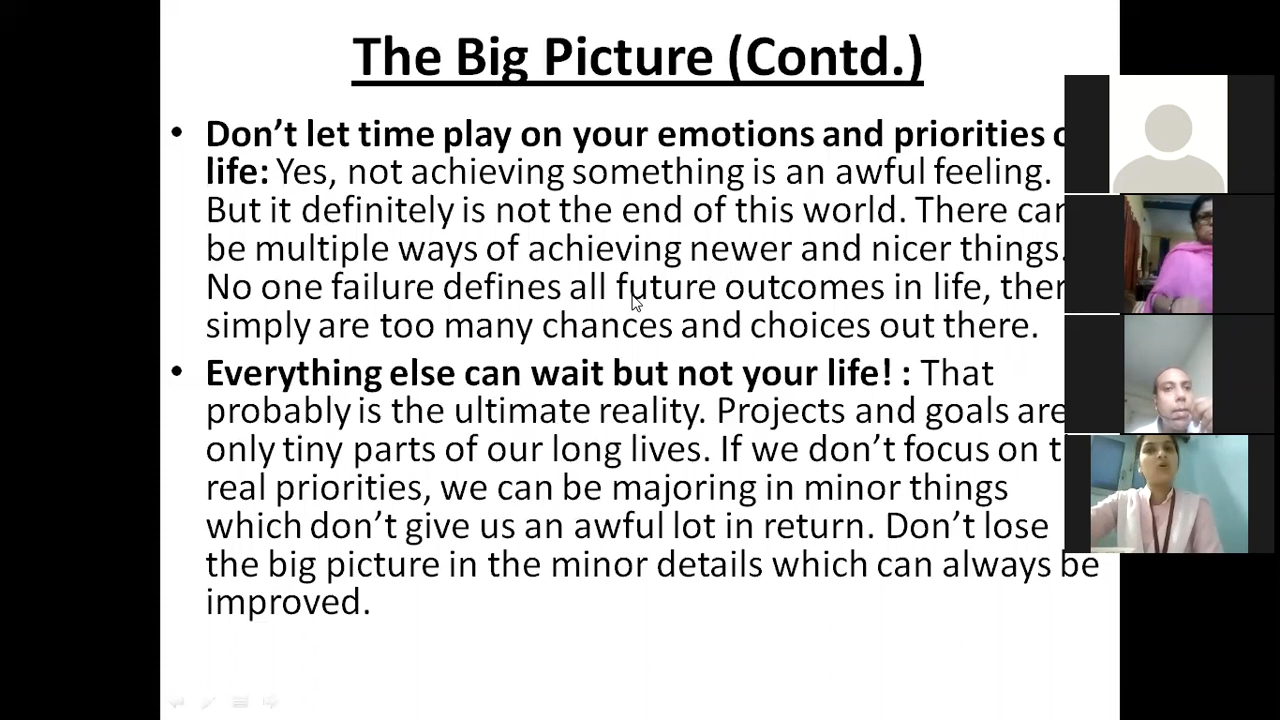 The Big Picture (Contd.)
• Don't let time play on your emotions and priorities
life: Yes, not achieving something is an awful feeling.
But it definitely is not the end of this world. There can
be multiple ways of achieving newer and nicer things.
No one failure defines all future outcomes in life,
simply are too many chances and choices out there.
• Everything else can wait but not your life! : That
probably is the ultimate reality. Projects and goals are
only tiny parts of our long lives. If we don't focus on
real priorities, we can be majoring in minor things
which don't give us an awful lot in return. Don't lose
the big picture in the minor details which can always be
improved.